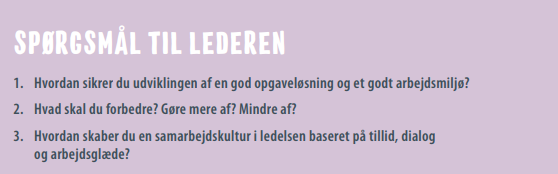 SPØRGSMÅL TIL LEDEREN
1. Hvordan sikrer du udviklingen af en god opgaveløsning og et godt arbejdsmiljø?
2. Hvad skal du forbedre? Gøre mere af? Mindre af?
3. Hvordan skaber du en samarbejdskultur i ledelsen baseret på tillid, dialog
og arbejdsglæde?